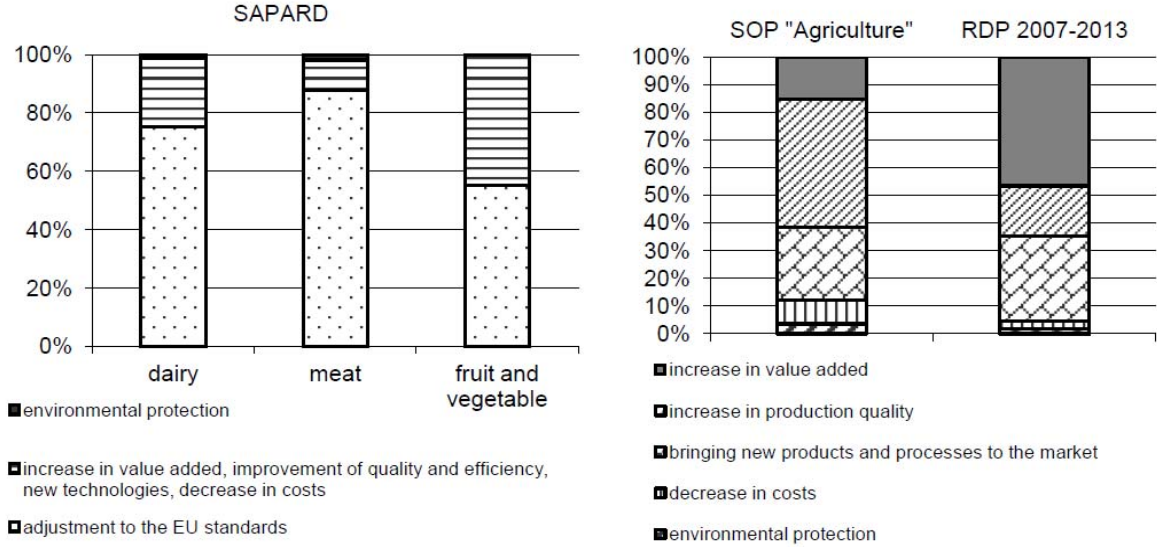 SAPARD
100%
80%
60%
40%
20%
0%
dairy
meat
fruit and
vegetable
environmental protection
increase in value added, improvement of quality and efficiency,
new technologies, decrease in costs
adjustment to the EU standards
SOP "Agriculture"
RDP 2007-2013
100%
90%
80%
70%
60%
50%
40%
30%
20%
10%
0%
increase in value added
increase in production quality
bringing new products and processes to the market
decrease in costs
environmental protection